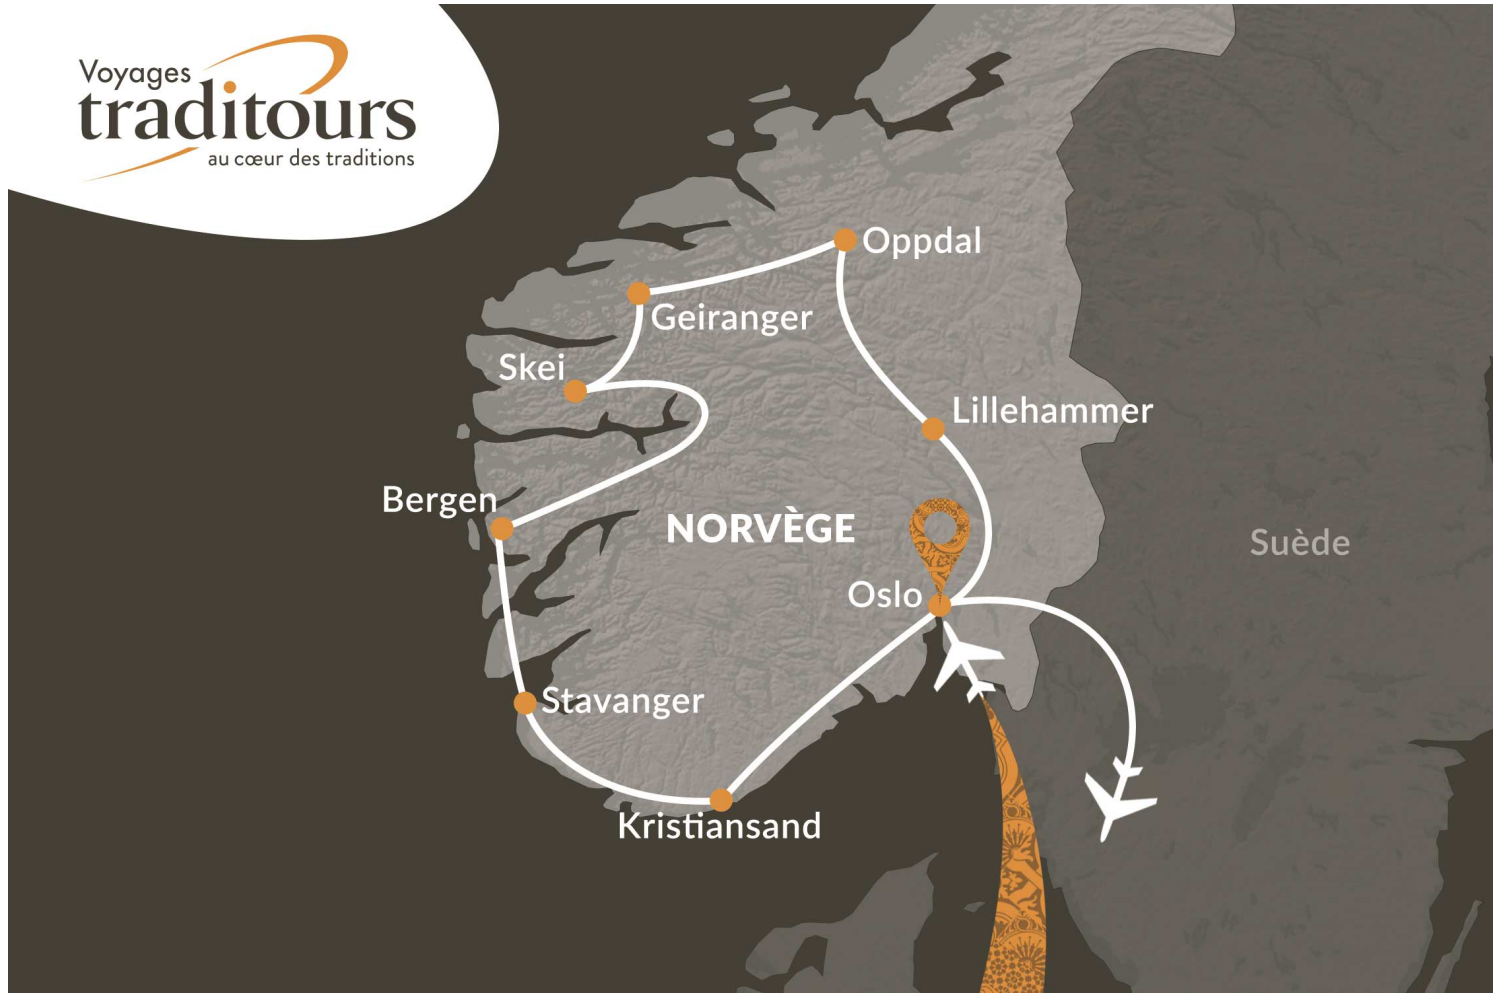 Voyages
traditours
au cœur des traditions
Oppdal
Geiranger
Skei
Lillehammer
Bergen
NORVÈGE
Suède
Oslo
Stavanger
Kristiansand